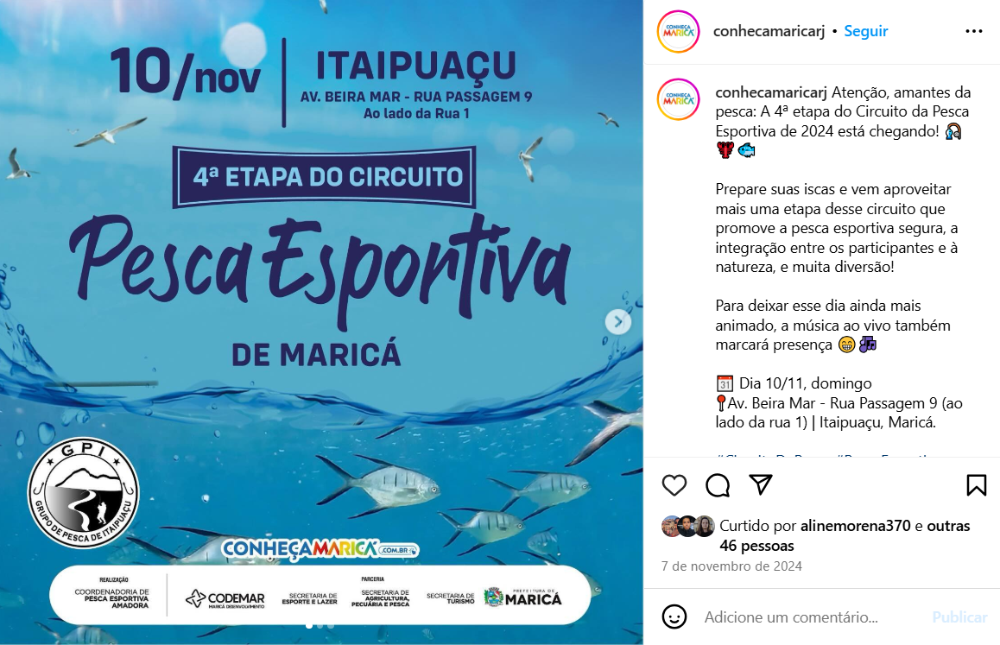 10/nov
ITAIPUAÇU
AV. BEIRA MAR - RUA PASSAGEM 9
Ao lado da Rua 1
4ª ETAPA DO CIRCUITO
Pesca Esportiva
DE MARICÁ
GPI
GRUPO DE PESCA DE ITAIPUAÇU
CONHEÇAMARICÁ.COM.BR
REALIZAÇÃO
COORDENADORIA DE
PESCA ESPORTIVA
AMADORA
PARCERIA
CODEMAR
MARICÁ DESENVOLVIMENTO
SECRETARIA DE
ESPORTE E LAZER
SECRETARIA DE
AGRICULTURA,
PECUÁRIA E PESCA
SECRETARIA DE
TURISMO
PREFEITURA DE
MARICÁ
CONHEÇA
MARICÁ
conhecamaricarj • Seguir
CONHEÇA
MARICÁ
conhecamaricarj Atenção, amantes da
pesca: A 4ª etapa do Circuito da Pesca
Esportiva de 2024 está chegando! 🎣
🦞🐟
Prepare suas iscas e vem aproveitar
mais uma etapa desse circuito que
promove a pesca esportiva segura, a
integração entre os participantes e à
natureza, e muita diversão!
Para deixar esse dia ainda mais
animado, a música ao vivo também
marcará presença 😁🎶
📅 Dia 10/11, domingo
📍Av. Beira Mar - Rua Passagem 9 (ao
lado da rua 1) | Itaipuaçu, Maricá.
Curtido por alinemorena370 e outras
46 pessoas
7 de novembro de 2024
Adicione um comentário...
Publicar